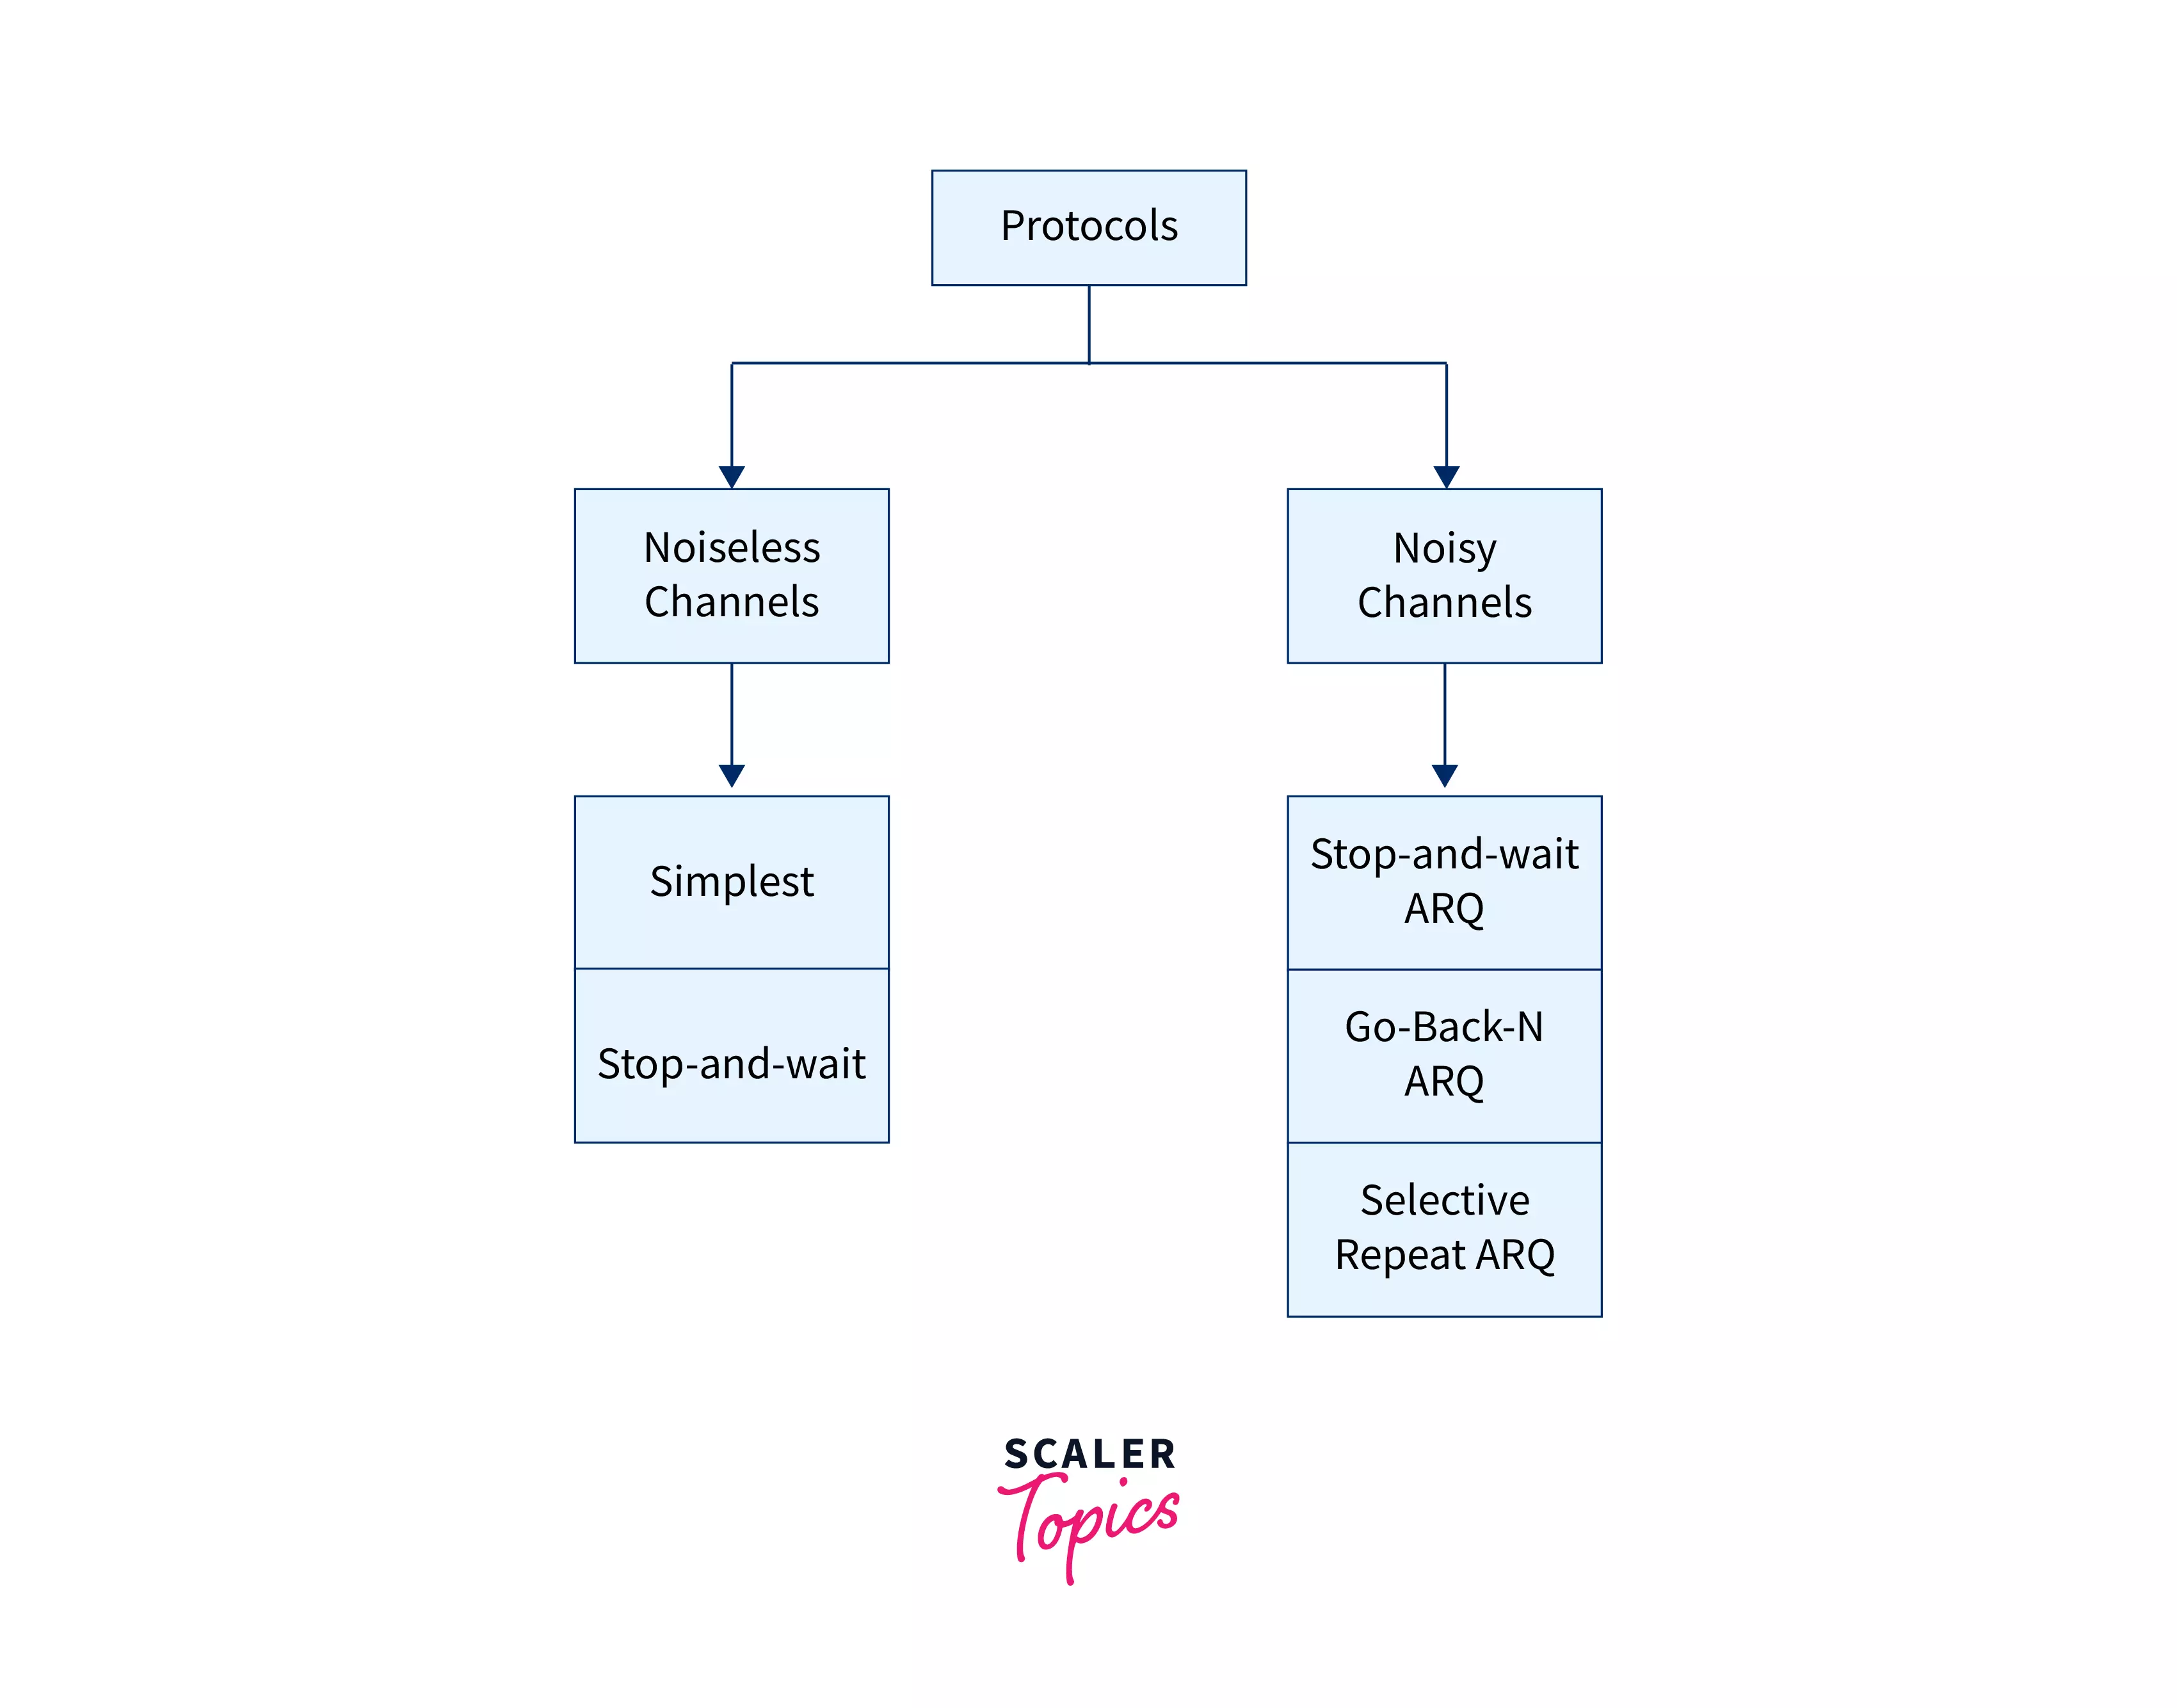 Protocols
Noiseless
Channels
Noisy
Channels
Simplest
Stop-and-wait
Stop-and-wait
ARQ
Go-Back-N
ARQ
Selective
Repeat ARQ
SCALER
Topics